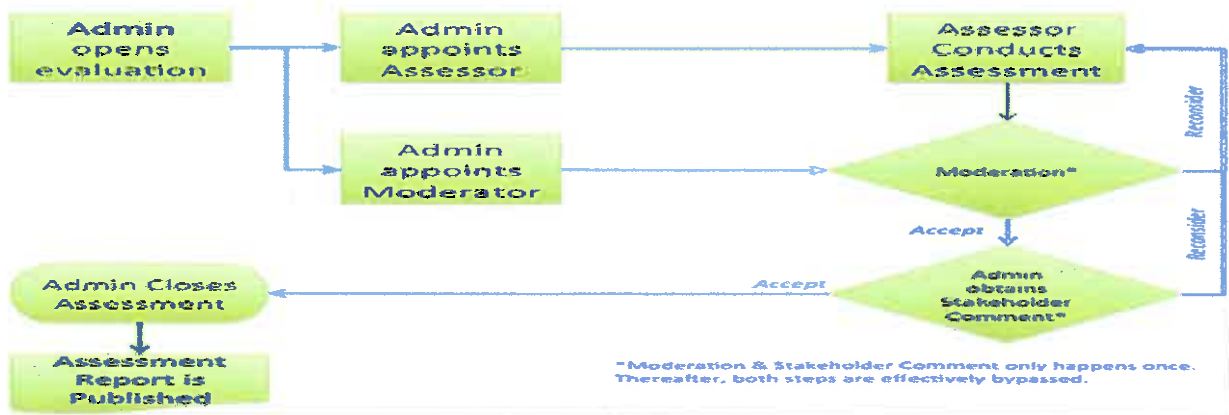 Admin
opens
evaluation
Admin
appoints
Assessor
Assessor
Conducts
Assessment
Reconsider
Admin
appoints
Moderator
Moderation*
Accept
Reconsider
Admin
obtains
Stakeholder
Comment*
Accept
Admin Closes
Assessment
Assessment
Report is
Published
*Moderation & Stakeholder Comment only happens once.
Thereafter, both steps are effectively bypassed.